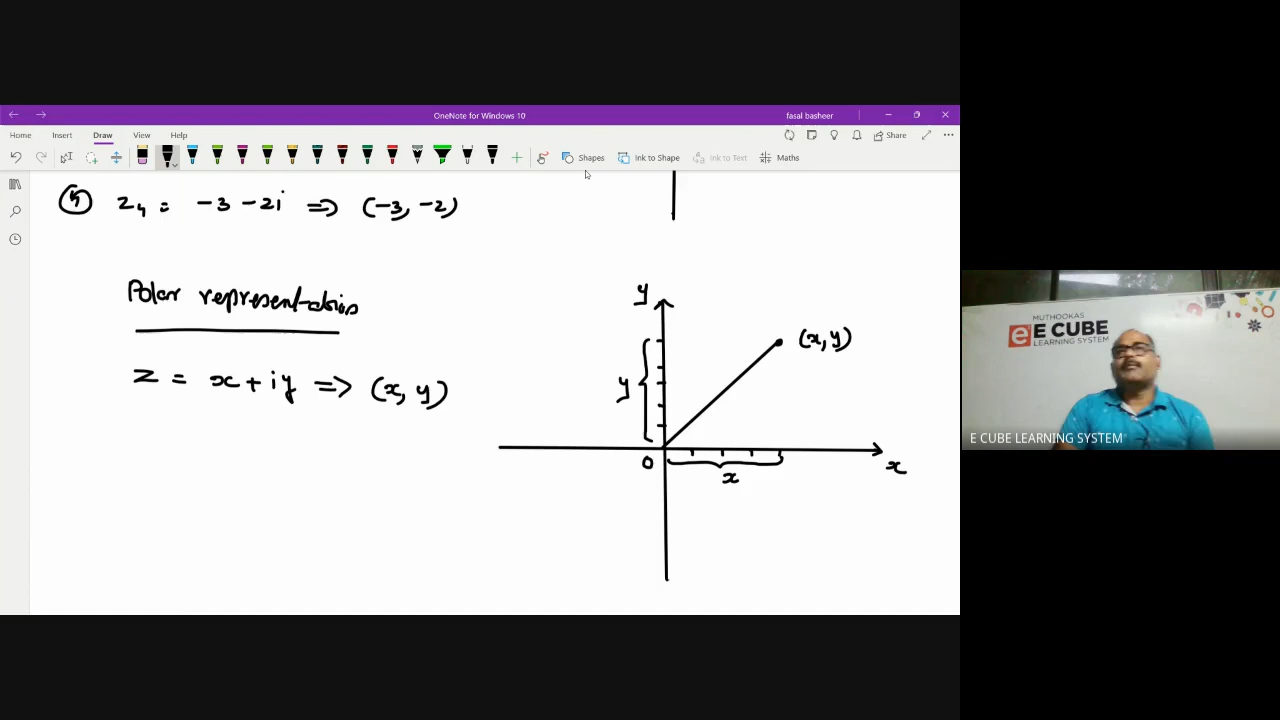 OneNote for Windows 10
fasal basheer
Home Insert Draw View Help
Share
Shapes Ink to Shape Ink to Text Maths
④ z₄ = -3 -2i ⇒ (-3, -2)
Polar representation
z = x + iy ⇒ (x, y)
y
(x, y)
y
0
x
x
MUTHOOKAS
e E CUBE
LEARNING SYSTEM
E CUBE LEARNING SYSTEM